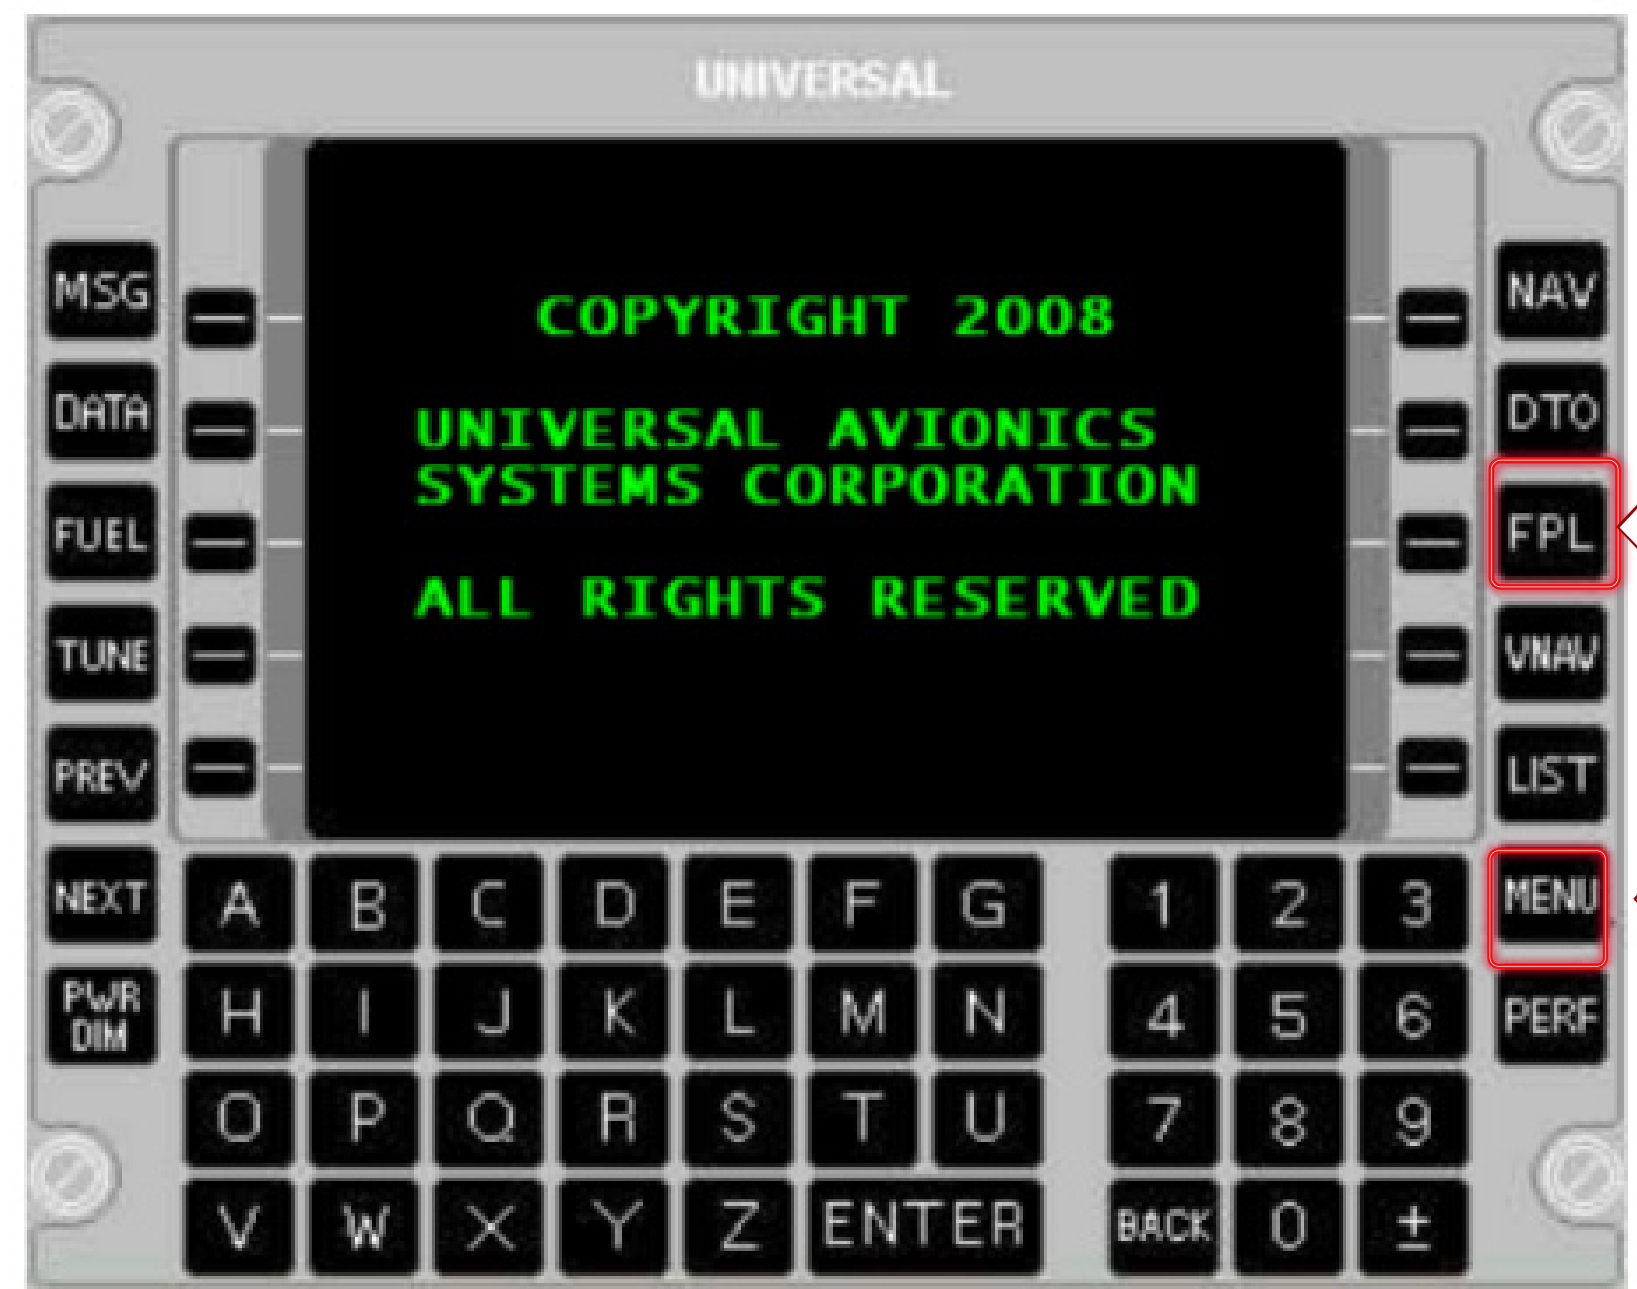 UNIVERSAL
COPYRIGHT 2008
UNIVERSAL AVIONICS
SYSTEMS CORPORATION
ALL RIGHTS RESERVED
MSG
DATA
FUEL
TUNE
PREV
NEXT
PWR
DIM
NAV
DTO
FPL
VNAV
LIST
MENU
PERF
A B C D E F G 1 2 3
H I J K L M N 4 5 6
O P Q R S T U 7 8 9
V W X Y Z ENTER BACK 0 ±